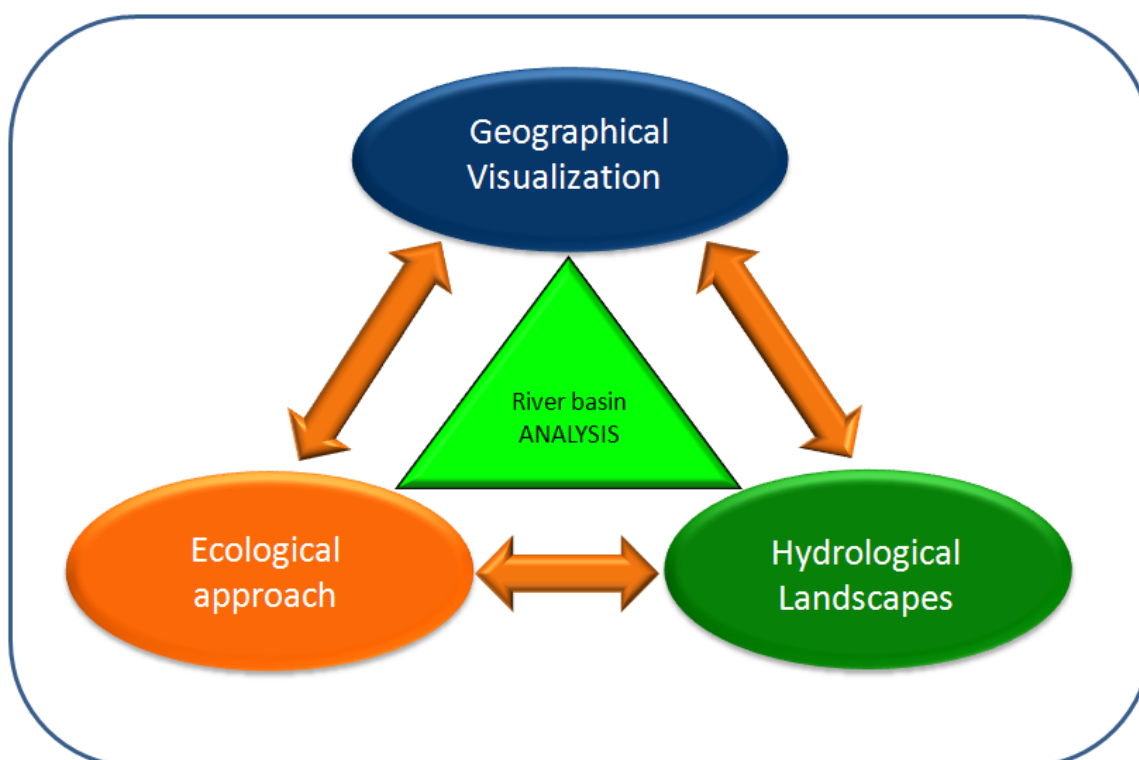 Geographical
Visualization
River basin
ANALYSIS
Ecological
approach
Hydrological
Landscapes